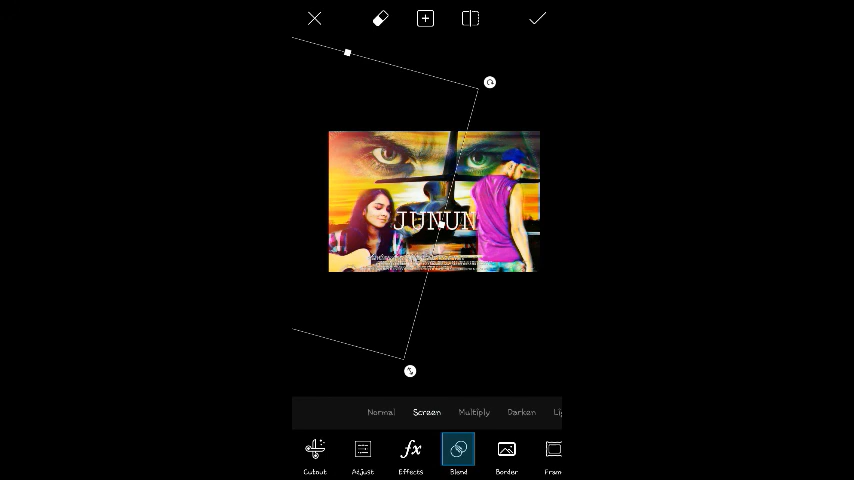 JUNUN
Normal Screen Multiply Darken
Cutout Adjust Effects Blend Border